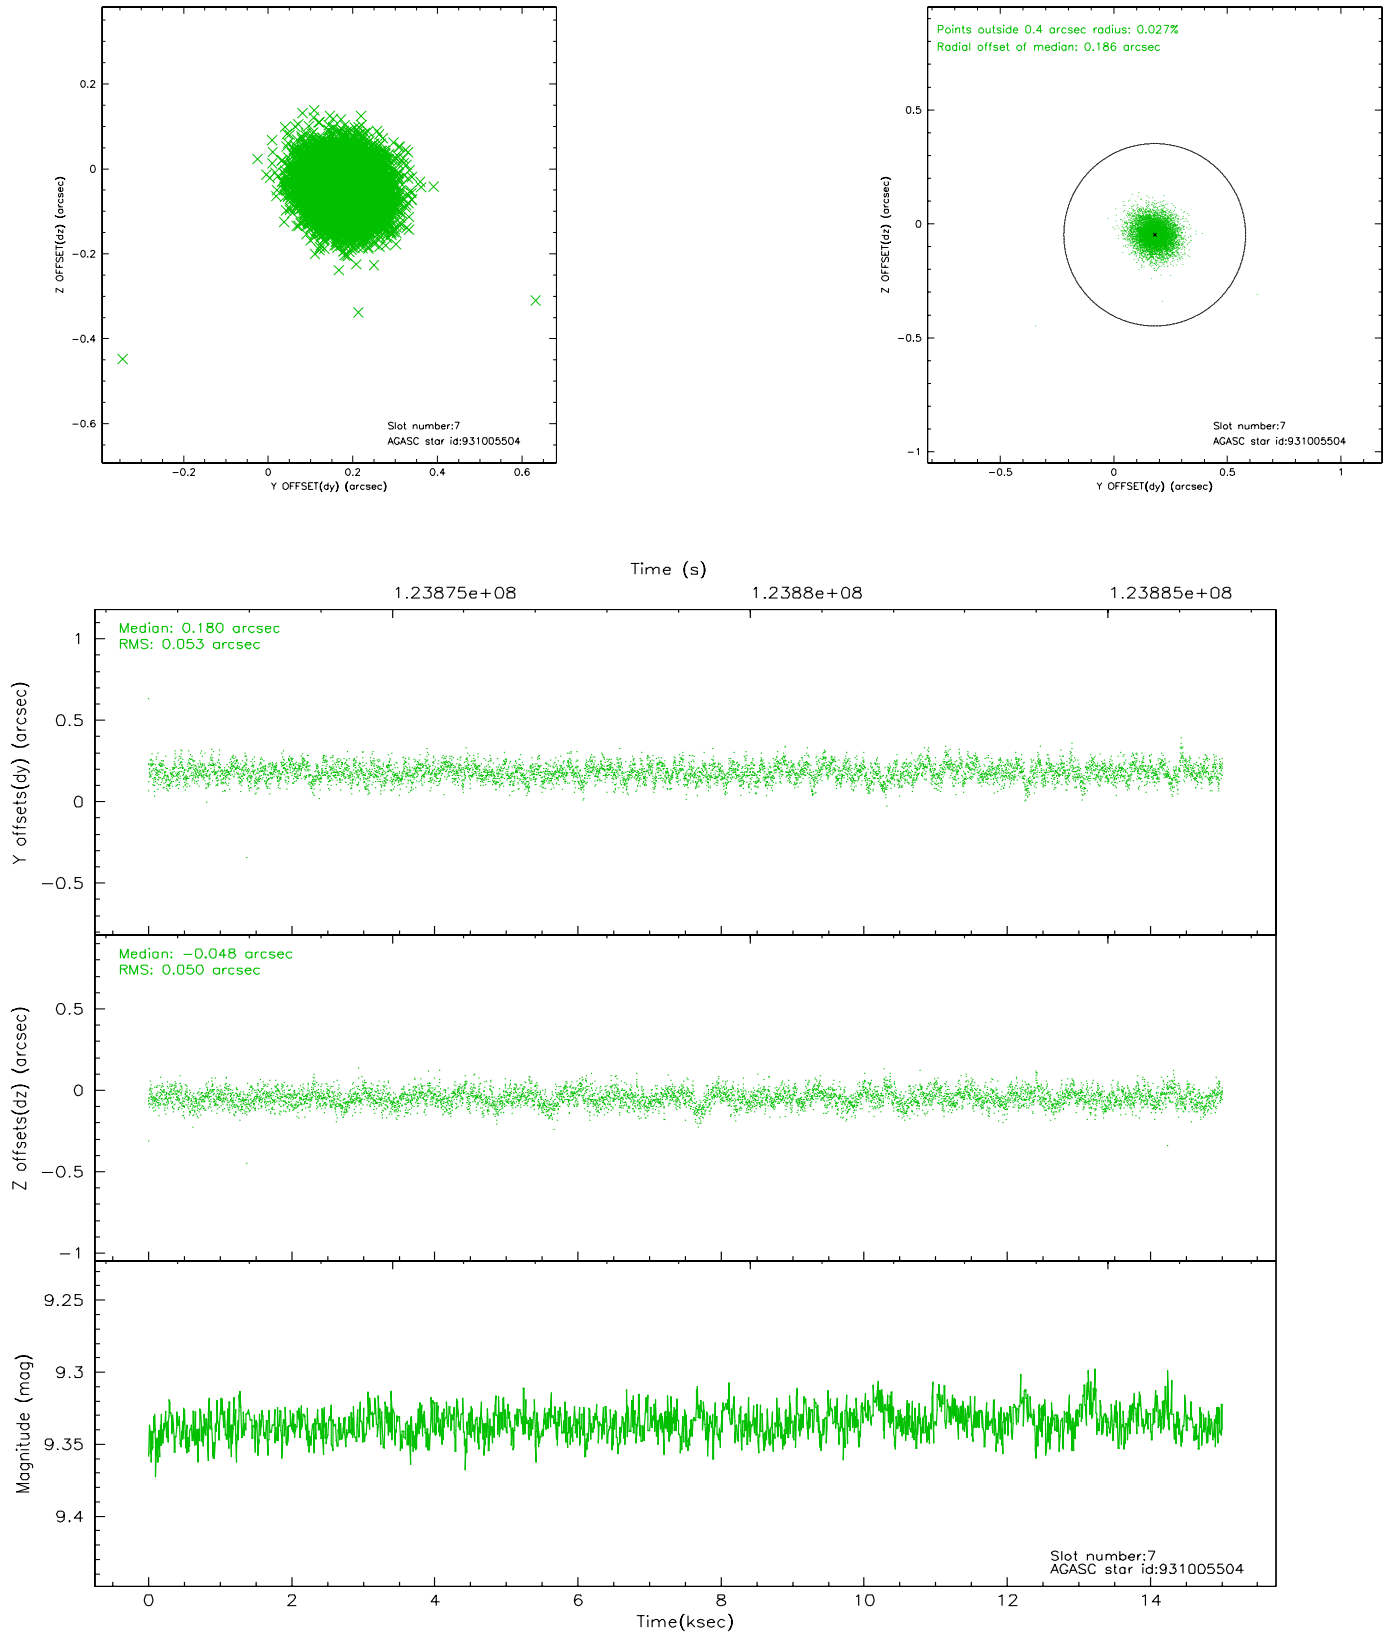 0.2
0
−0.2
−0.4
−0.6
Z OFFSET(dz) (arcsec)
Slot number:7
AGASC star id:931005504
−0.2 0 0.2 0.4 0.6
Y OFFSET(dy) (arcsec)
Points outside 0.4 arcsec radius: 0.027%
Radial offset of median: 0.186 arcsec
0.5
0
−0.5
−1
Z OFFSET(dz) (arcsec)
Slot number:7
AGASC star id:931005504
−0.5 0 0.5 1
Y OFFSET(dy) (arcsec)
Time (s)
1.23875e+08 1.2388e+08 1.23885e+08
Median: 0.180 arcsec
RMS: 0.053 arcsec
1
0.5
0
−0.5
Y offsets(dy) (arcsec)
Median: −0.048 arcsec
RMS: 0.050 arcsec
0.5
0
−0.5
−1
Z offsets(dz) (arcsec)
9.25
9.3
9.35
9.4
Magnitude (mag)
Slot number:7
AGASC star id:931005504
0 2 4 6 8 10 12 14
Time(ksec)